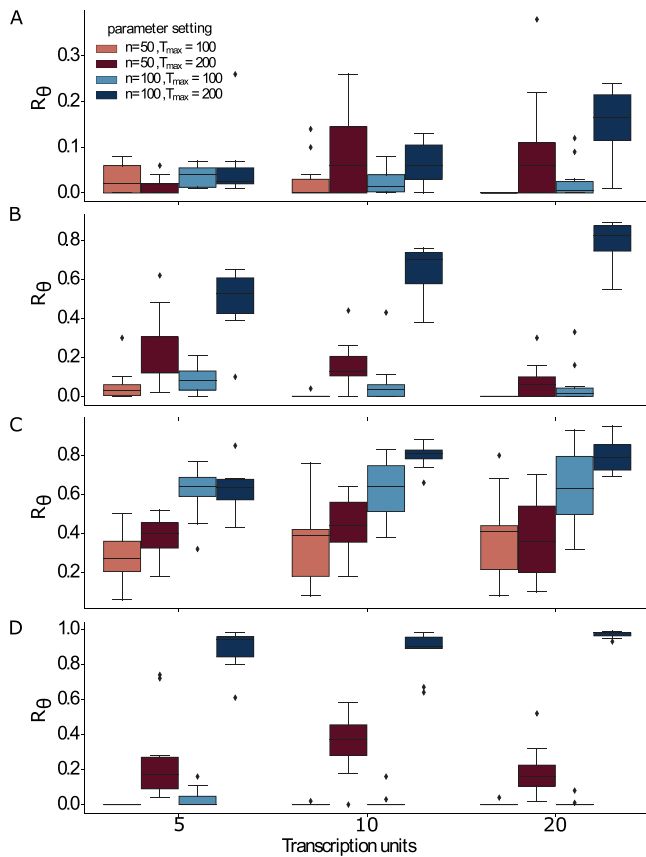 A
parameter setting
n=50 ,Tmax = 100
n=50 ,Tmax = 200
n=100 ,Tmax = 100
n=100 ,Tmax = 200
0.3
0.2
0.1
0.0
Rθ
B
0.8
0.6
0.4
0.2
0.0
Rθ
C
0.8
0.6
0.4
0.2
Rθ
D
1.0
0.8
0.6
0.4
0.2
0.0
Rθ
5 10 20
Transcription units